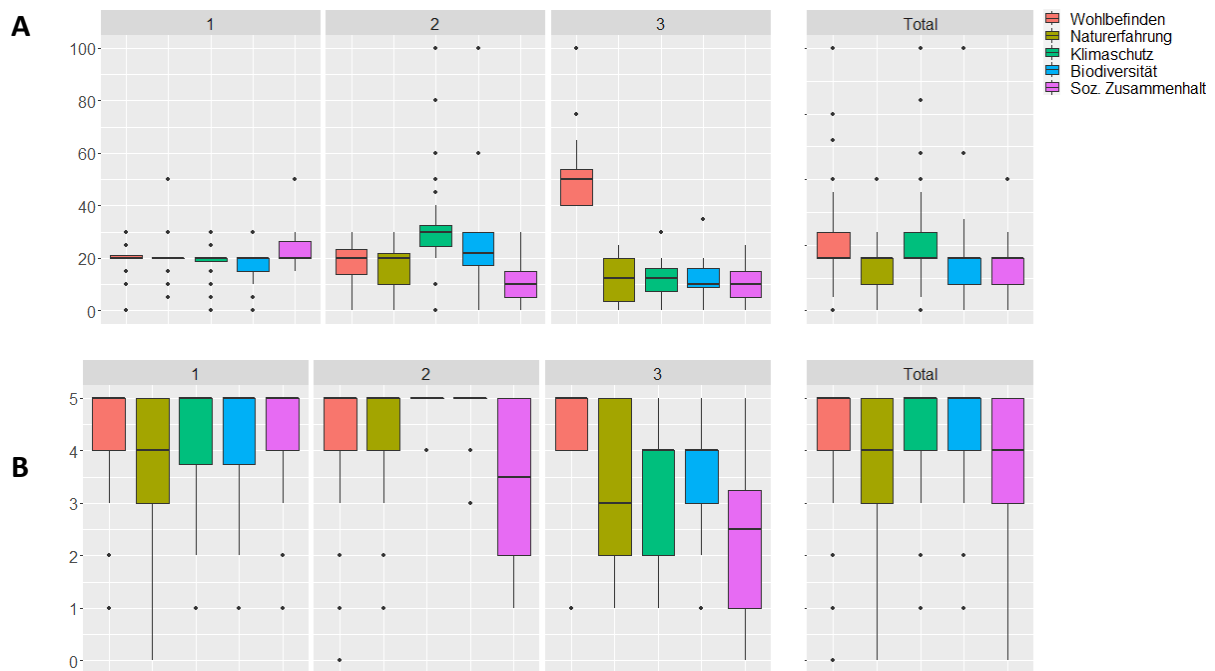 A
1 2 3 Total
Wohlbefinden
Naturerfahrung
Klimaschutz
Biodiversität
Soz. Zusammenhalt
100
80
60
40
20
0
B
1 2 3 Total
5
4
3
2
1
0